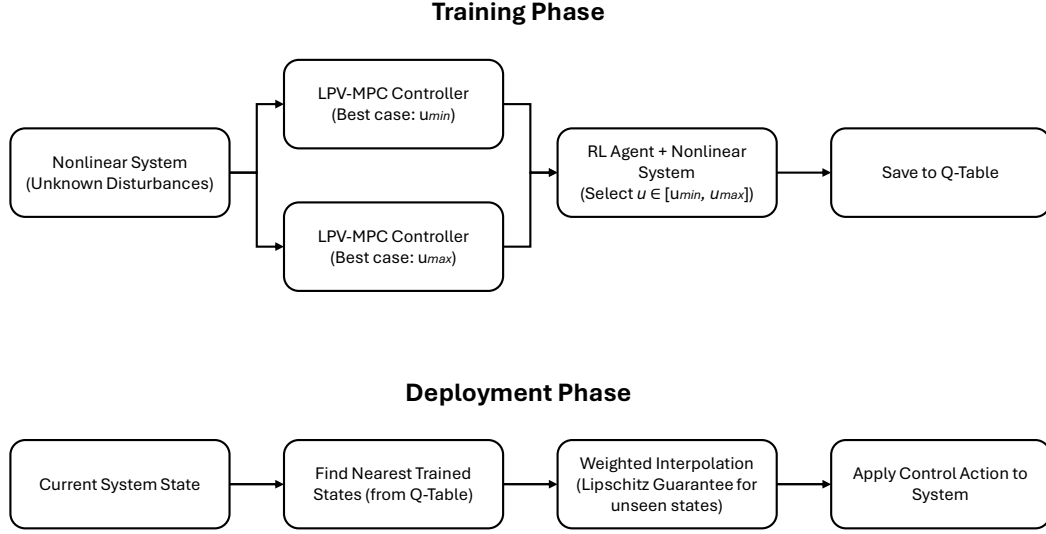 Training Phase
Nonlinear System
(Unknown Disturbances)
LPV-MPC Controller
(Best case: umin)
LPV-MPC Controller
(Best case: umax)
RL Agent + Nonlinear
System
(Select u ∈ [umin, umax])
Save to Q-Table
Deployment Phase
Current System State
Find Nearest Trained
States (from Q-Table)
Weighted Interpolation
(Lipschitz Guarantee for
unseen states)
Apply Control Action to
System